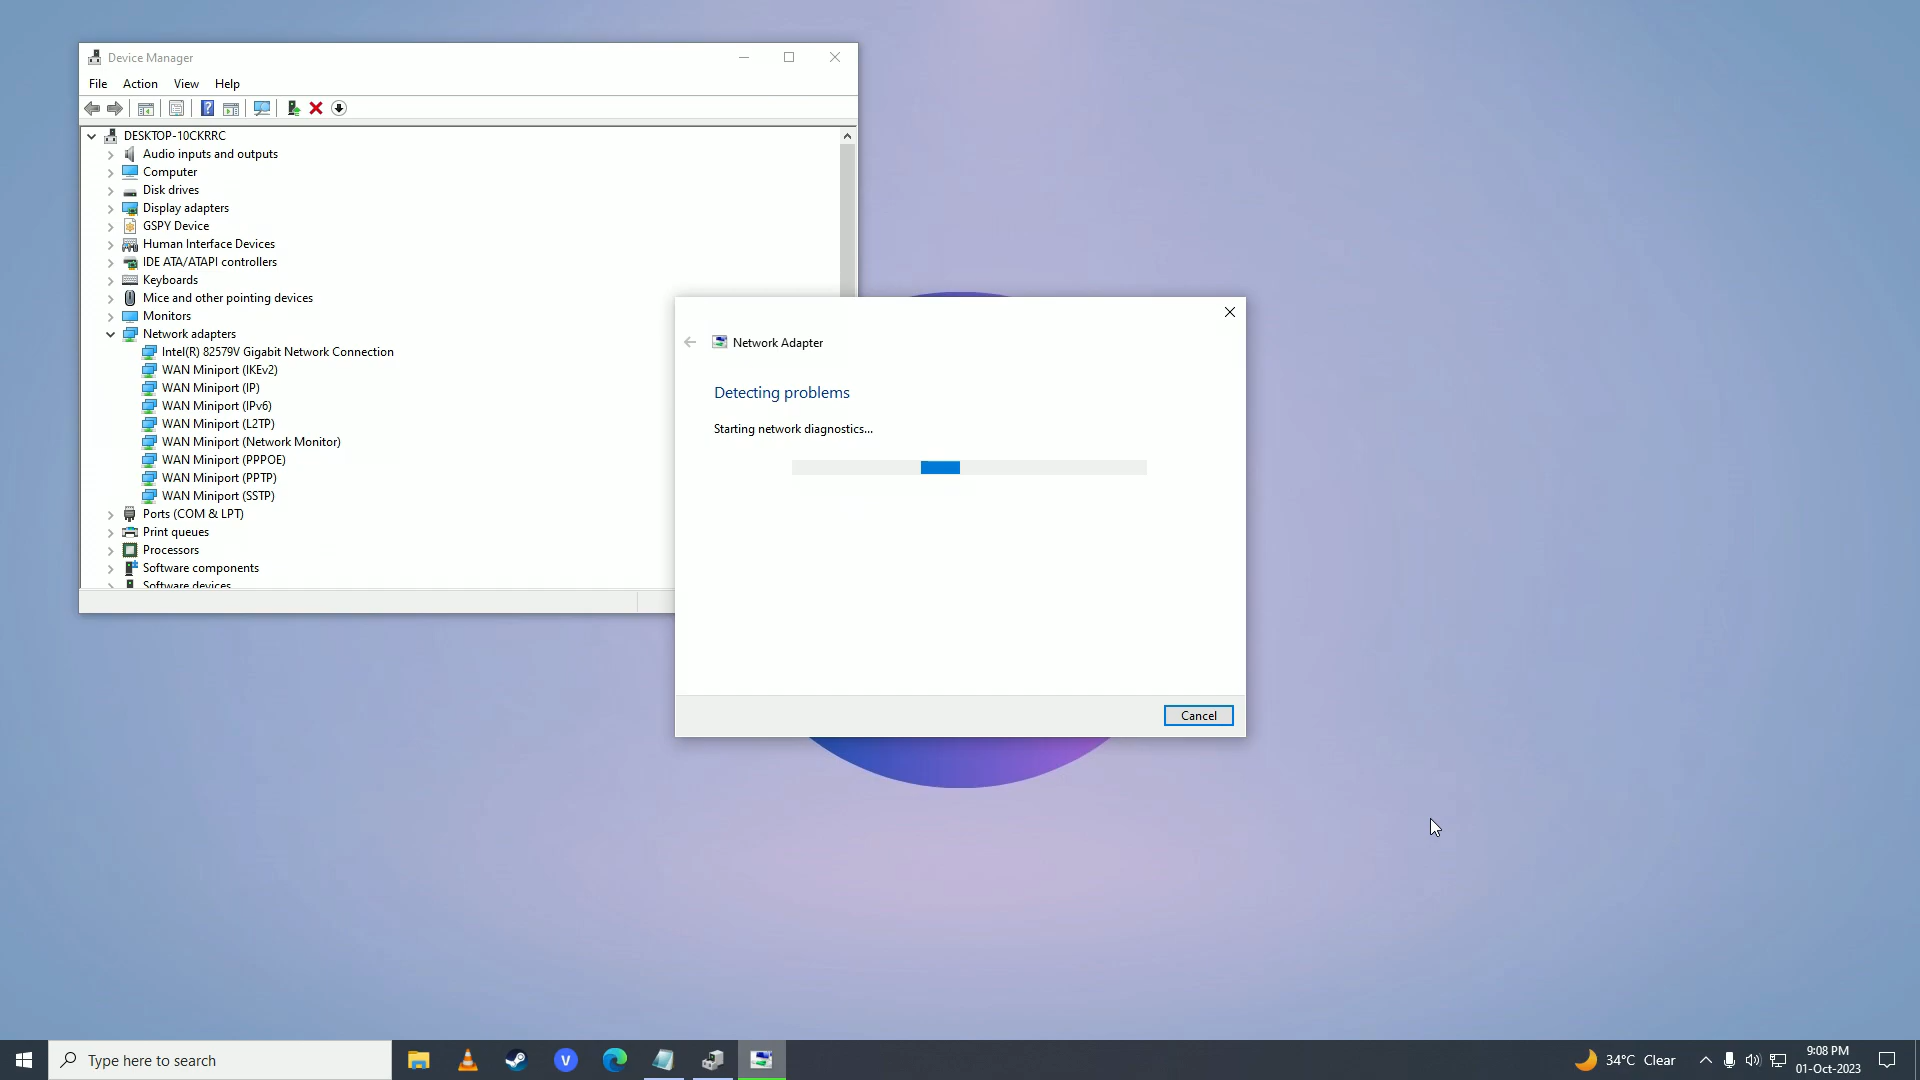 Device Manager
File Action View Help
DESKTOP-10CKRRC
Audio inputs and outputs
Computer
Disk drives
Display adapters
GSPY Device
Human Interface Devices
IDE ATA/ATAPI controllers
Keyboards
Mice and other pointing devices
Monitors
Network adapters
Intel(R) 82579V Gigabit Network Connection
WAN Miniport (IKEv2)
WAN Miniport (IP)
WAN Miniport (IPv6)
WAN Miniport (L2TP)
WAN Miniport (Network Monitor)
WAN Miniport (PPPOE)
WAN Miniport (PPTP)
WAN Miniport (SSTP)
Ports (COM & LPT)
Print queues
Processors
Software components
Software devices
Network Adapter
Detecting problems
Starting network diagnostics...
Cancel
Type here to search
34°C Clear
9:08 PM
01-Oct-2023